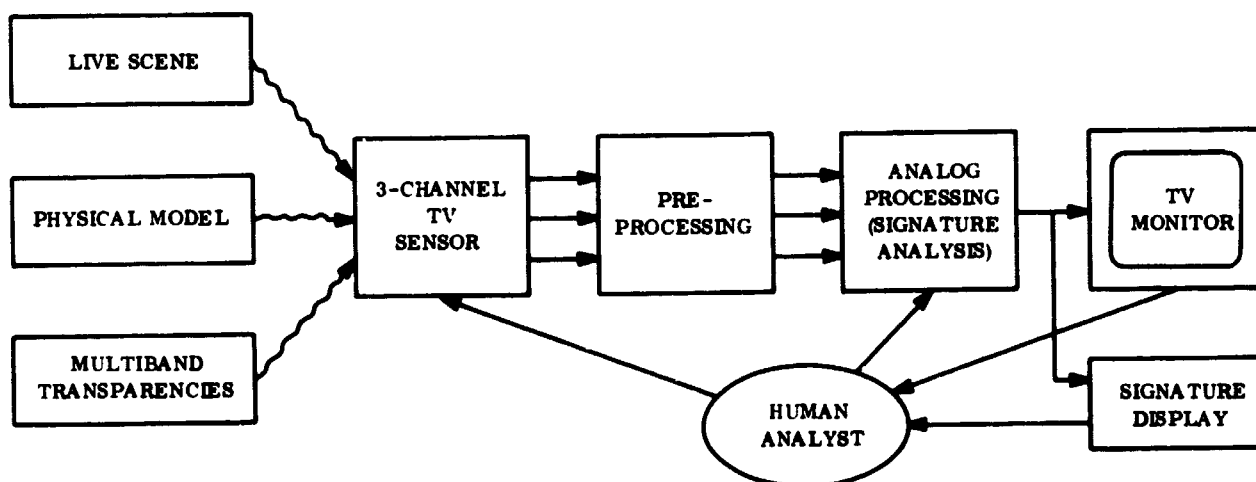 LIVE SCENE
PHYSICAL MODEL
MULTIBAND
TRANSPARENCIES
3-CHANNEL
TV
SENSOR
PRE-
PROCESSING
ANALOG
PROCESSING
(SIGNATURE
ANALYSIS)
TV
MONITOR
HUMAN
ANALYST
SIGNATURE
DISPLAY